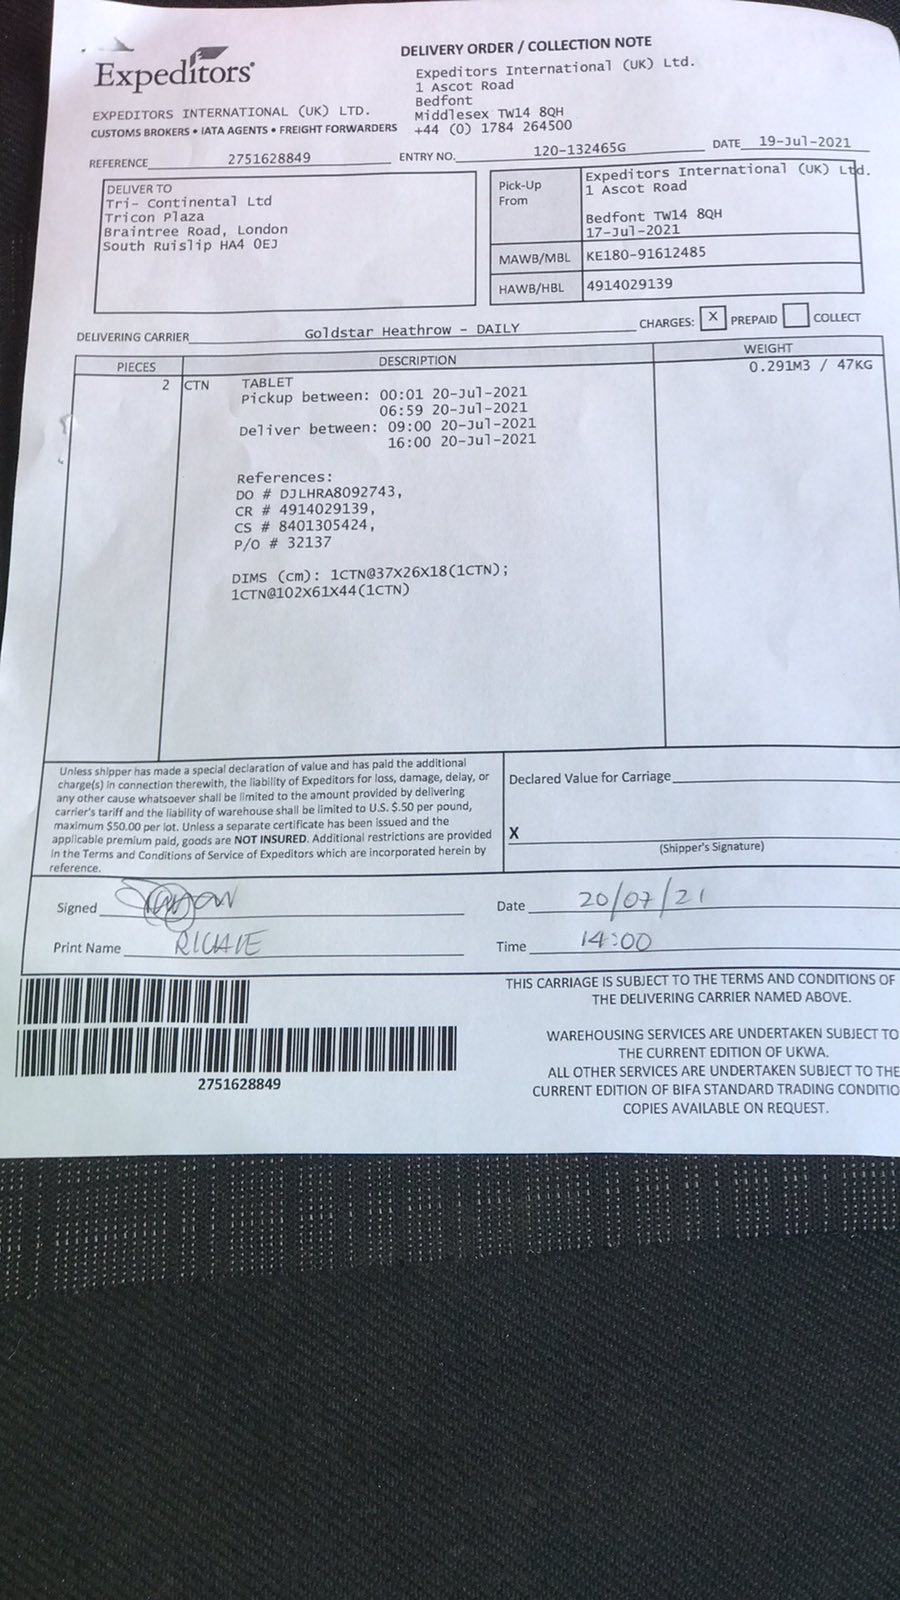 Expeditors®
DELIVERY ORDER / COLLECTION NOTE
Expeditors International (UK) Ltd.
1 Ascot Road
Bedfont
Middlesex TW14 8QH
+44 (0) 1784 264500
EXPEDITORS INTERNATIONAL (UK) LTD.
CUSTOMS BROKERS • IATA AGENTS • FREIGHT FORWARDERS
REFERENCE 2751628849 ENTRY NO. 120-132465G DATE 19-Jul-2021
DELIVER TO
Tri- Continental Ltd
Tricon Plaza
Braintree Road, London
South Ruislip HA4 0EJ
Pick-Up From
Expeditors International (UK) Ltd.
1 Ascot Road
Bedfont TW14 8QH
17-Jul-2021
MAWB/MBL KE180-91612485
HAWB/HBL 4914029139
DELIVERING CARRIER Goldstar Heathrow - DAILY CHARGES: X PREPAID COLLECT
PIECES DESCRIPTION WEIGHT
2 CTN TABLET 0.291M3 / 47KG
Pickup between: 00:01 20-Jul-2021
06:59 20-Jul-2021
Deliver between: 09:00 20-Jul-2021
16:00 20-Jul-2021
References:
DO # DJLHRA8092743,
CR # 4914029139,
CS # 8401305424,
P/O # 32137
DIMS (cm): 1CTN@37X26X18(1CTN);
1CTN@102X61X44(1CTN)
Unless shipper has made a special declaration of value and has paid the additional
charge(s) in connection therewith, the liability of Expeditors for loss, damage, delay, or
any other cause whatsoever shall be limited to the amount provided by delivering
carrier's tariff and the liability of warehouse shall be limited to U.S. $.50 per pound,
maximum $50.00 per lot. Unless a separate certificate has been issued and the
applicable premium paid, goods are NOT INSURED. Additional restrictions are provided
in the Terms and Conditions of Service of Expeditors which are incorporated herein by
reference.
Declared Value for Carriage
X
(Shipper's Signature)
Signed
Date 20/07/21
Print Name RICHIE
Time 14:00
THIS CARRIAGE IS SUBJECT TO THE TERMS AND CONDITIONS OF
THE DELIVERING CARRIER NAMED ABOVE.
WAREHOUSING SERVICES ARE UNDERTAKEN SUBJECT TO
THE CURRENT EDITION OF UKWA.
ALL OTHER SERVICES ARE UNDERTAKEN SUBJECT TO THE
CURRENT EDITION OF BIFA STANDARD TRADING CONDITIO
COPIES AVAILABLE ON REQUEST.
2751628849